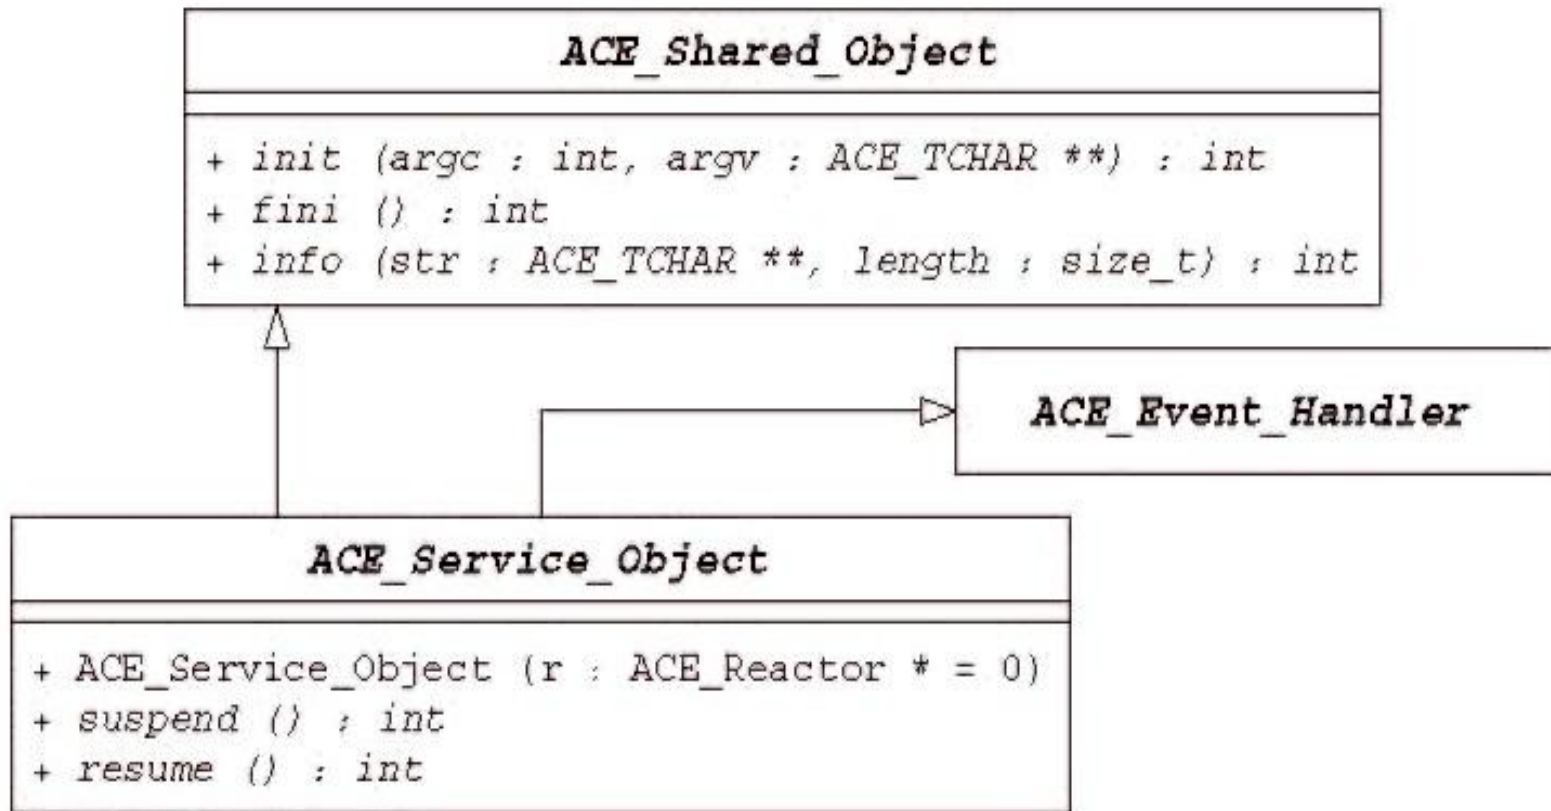 ACE_Shared_Object
+ init (argc : int, argv : ACE_TCHAR **) : int
+ fini () : int
+ info (str : ACE_TCHAR **, length : size_t) : int
ACE_Event_Handler
ACE_Service_Object
+ ACE_Service_Object (r : ACE_Reactor * = 0)
+ suspend () : int
+ resume () : int